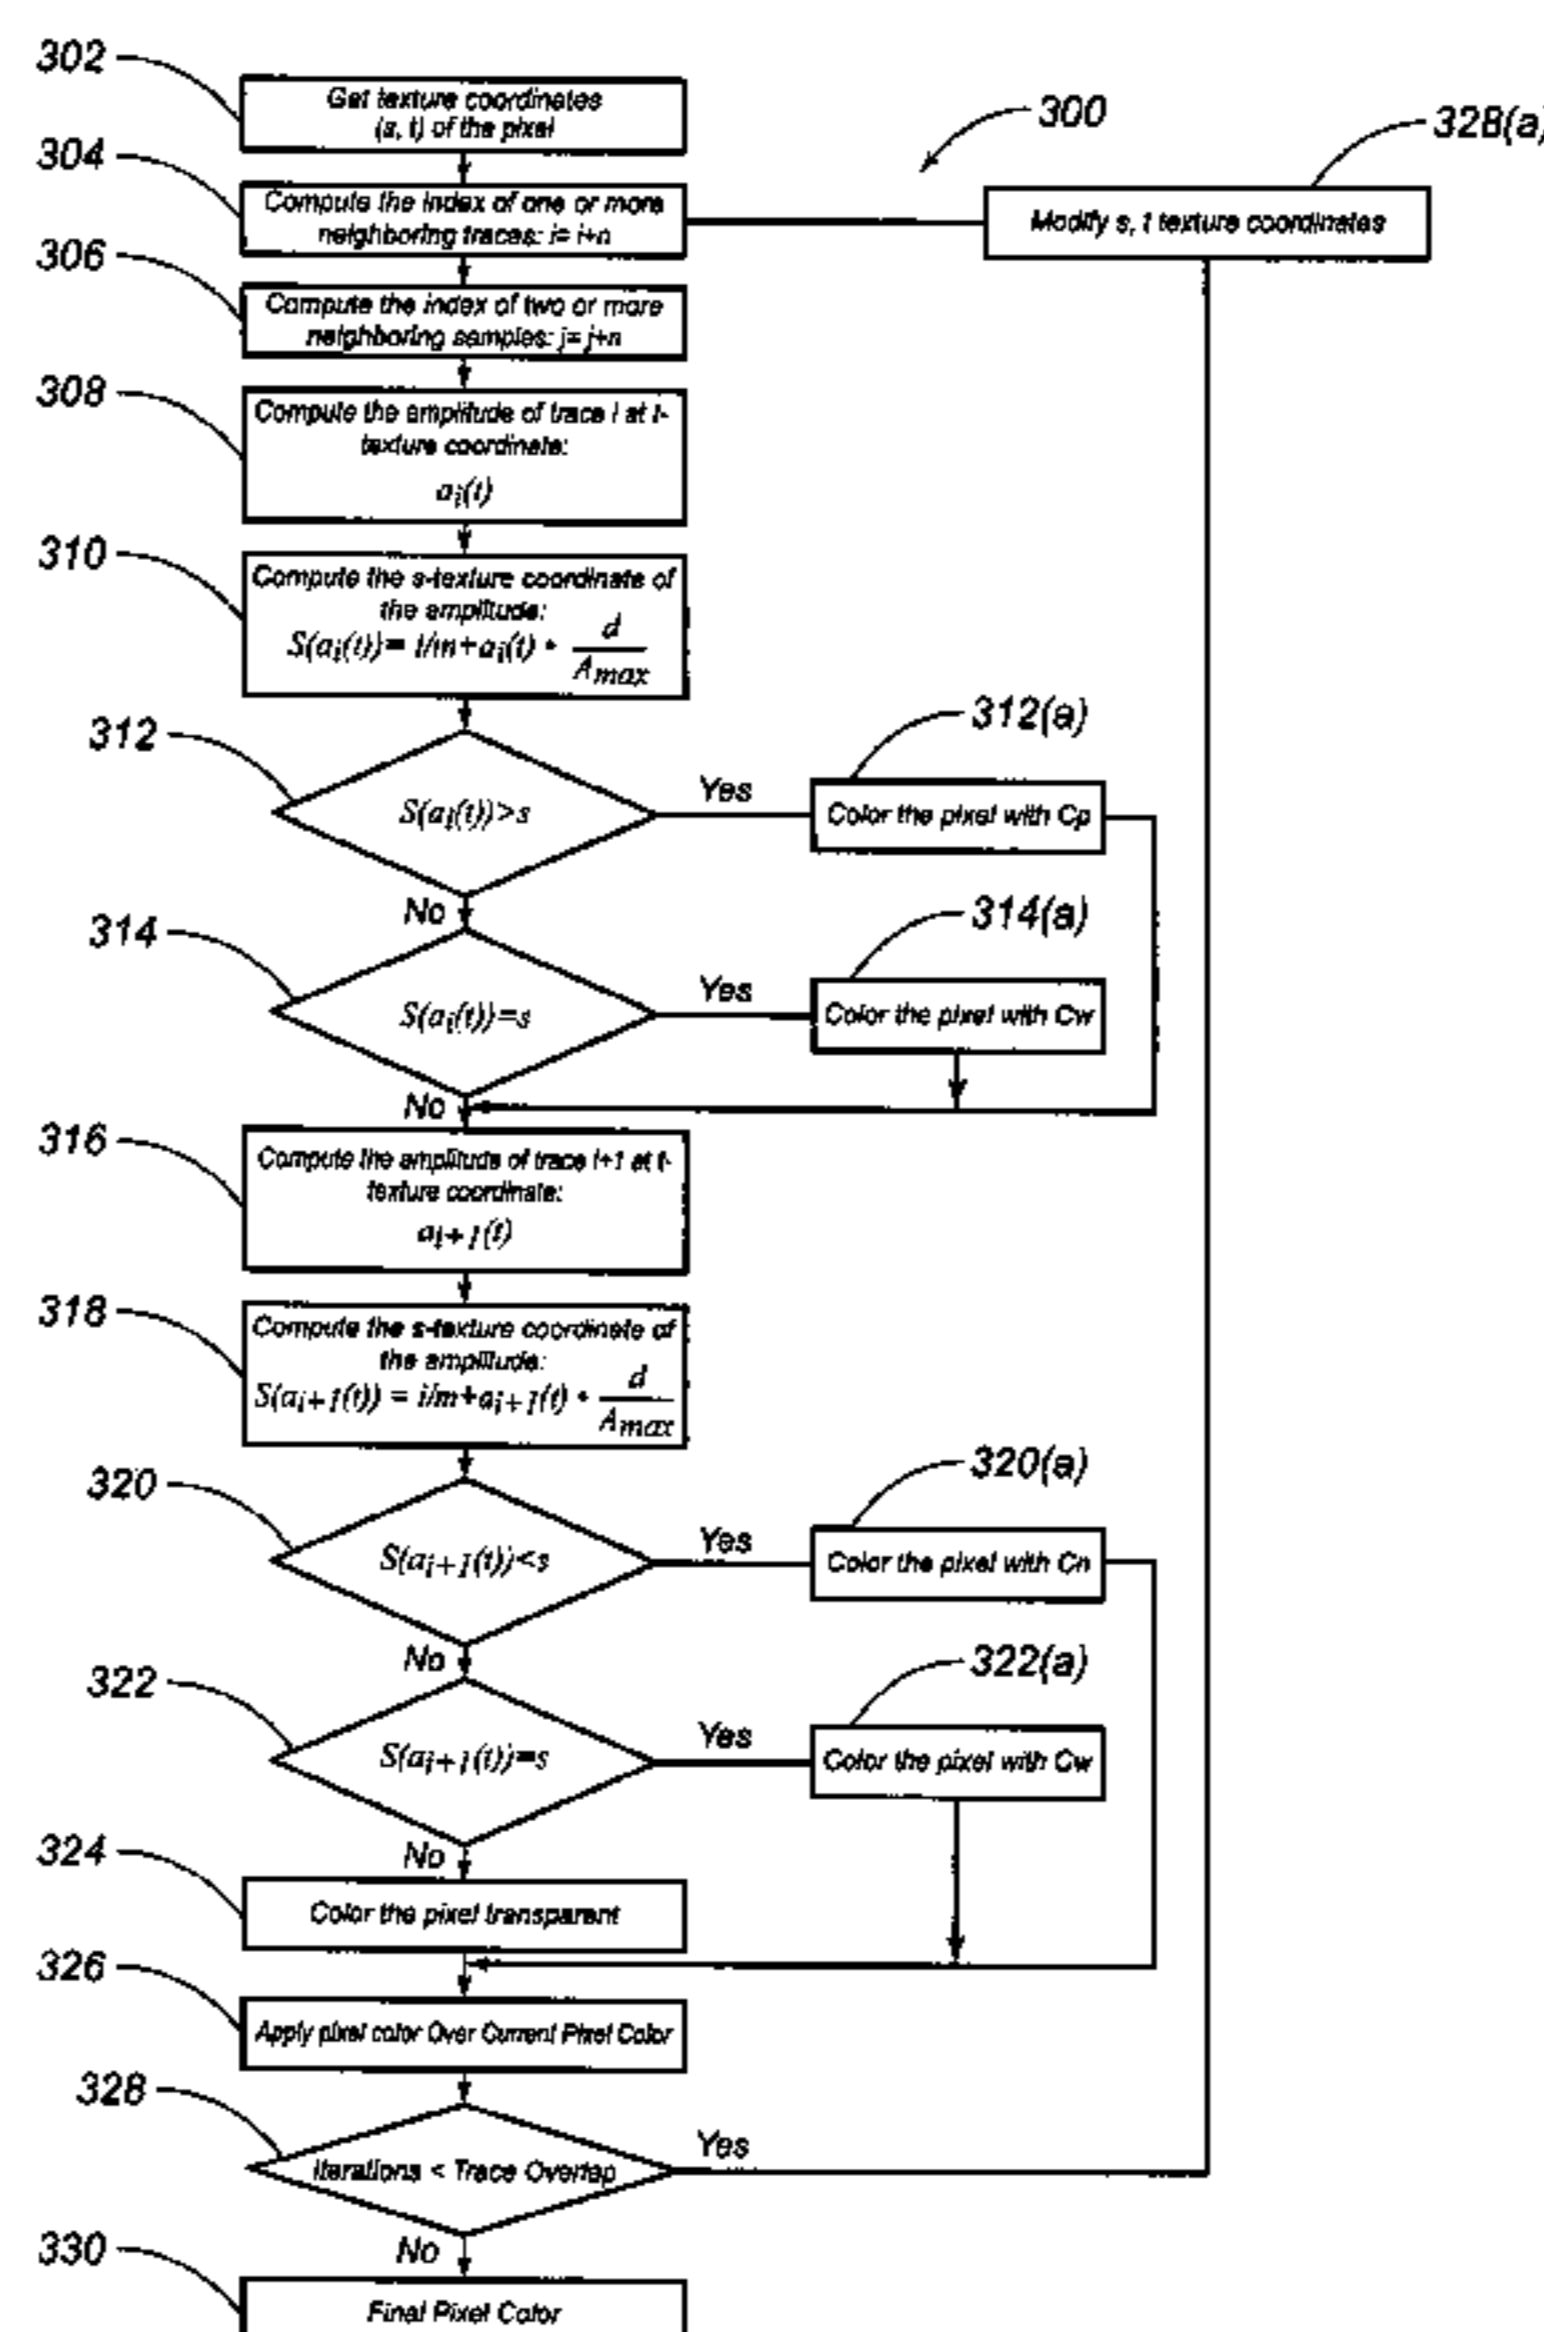 302
Get texture coordinates
(s, t) of the pixel
300
328(a)
304
Compute the index of one or more
neighboring traces: i= i+n
Modify s, t texture coordinates
306
Compute the index of two or more
neighboring samples: j= j+n
308
Compute the amplitude of trace i at t-
texture coordinate:
ai(t)
310
Compute the s-texture coordinate of
the amplitude:
S(ai(t))= i/m+ai(t) • d
Amax
312
S(ai(t))>s
Yes
312(a)
Color the pixel with Cp
No
314
S(ai(t))=s
Yes
314(a)
Color the pixel with Cw
No
316
Compute the amplitude of trace i+1 at t-
texture coordinate:
ai+1(t)
318
Compute the s-texture coordinate of
the amplitude:
S(ai+1(t)) = i/m+ai+1(t) • d
Amax
320
S(ai+1(t))<s
Yes
320(a)
Color the pixel with Cn
No
322
S(ai+1(t))=s
Yes
322(a)
Color the pixel with Cw
No
324
Color the pixel transparent
326
Apply pixel color Over Current Pixel Color
328
Iterations < Trace Overlap
Yes
No
330
Final Pixel Color